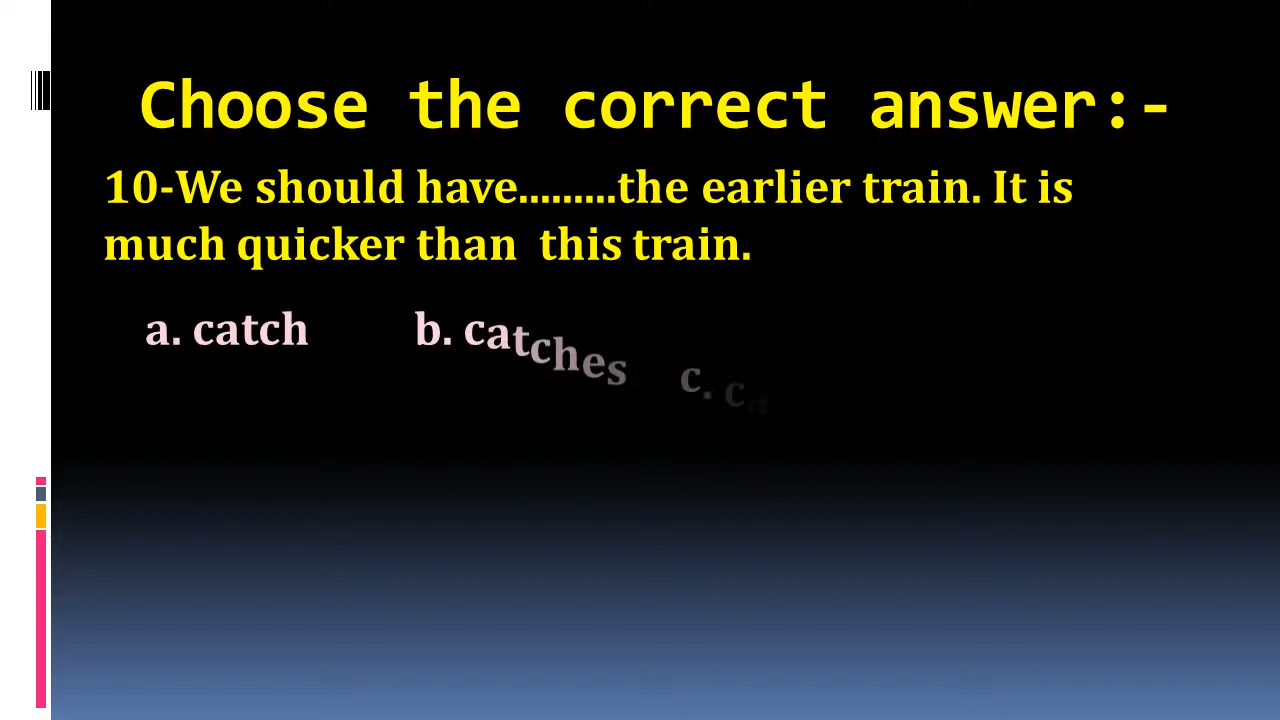 Choose the correct answer:-
10-We should have.........the earlier train. It is
much quicker than this train.
a. catch b. catches c.